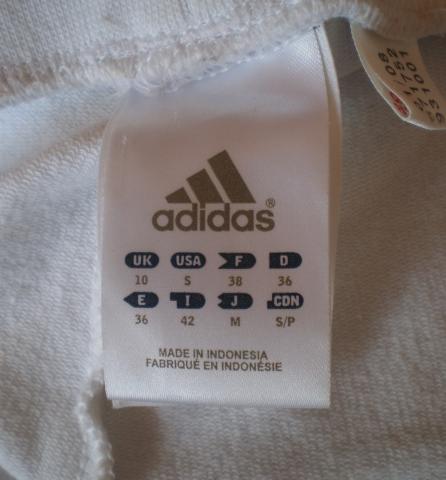 adidas®
UK USA F D
10 S 38 36
E I J CDN
36 42 M S/P
MADE IN INDONESIA
FABRIQUÉ EN INDONÉSIE